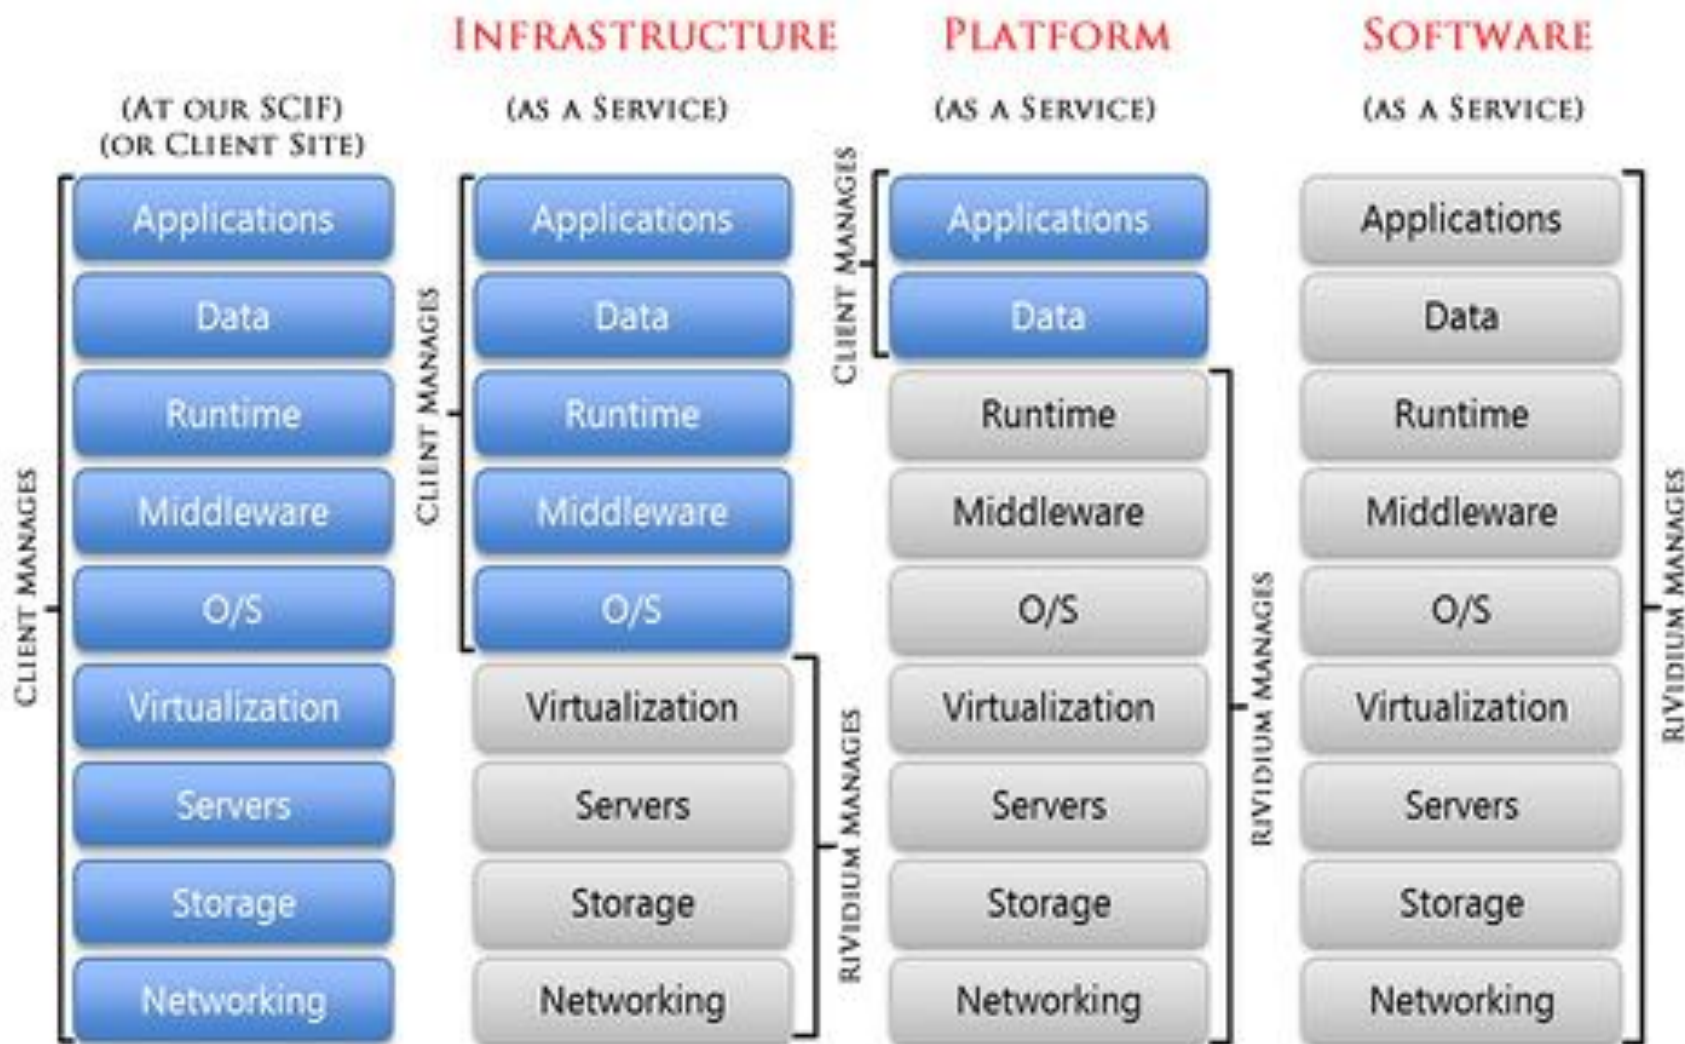 INFRASTRUCTURE
PLATFORM
SOFTWARE
(AT OUR SCIF)
(OR CLIENT SITE)
(AS A SERVICE)
(AS A SERVICE)
(AS A SERVICE)
CLIENT MANAGES
Applications
Data
Runtime
Middleware
O/S
Virtualization
Servers
Storage
Networking
CLIENT MANAGES
Applications
Data
Runtime
Middleware
O/S
Virtualization
Servers
Storage
Networking
RIVIDIUM MANAGES
CLIENT MANAGES
Applications
Data
Runtime
Middleware
O/S
Virtualization
Servers
Storage
Networking
RIVIDIUM MANAGES
Applications
Data
Runtime
Middleware
O/S
Virtualization
Servers
Storage
Networking
RIVIDIUM MANAGES